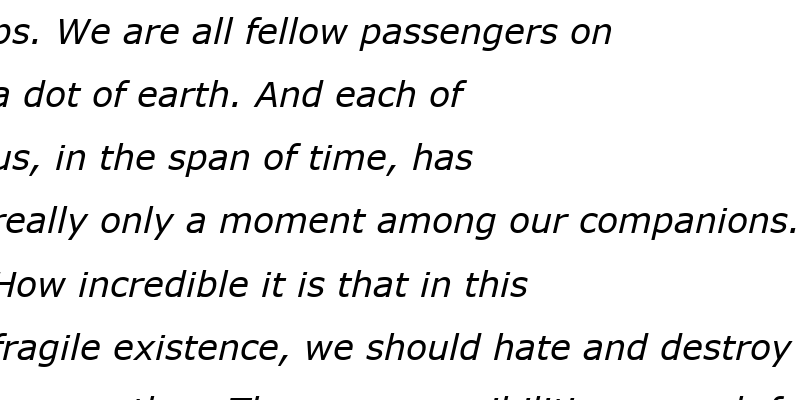 We are all fellow passengers on
a dot of earth. And each of
us, in the span of time, has
really only a moment among our companions.
How incredible it is that in this
fragile existence, we should hate and destroy